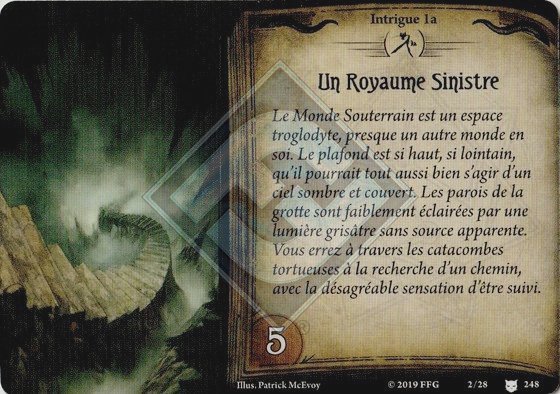 Intrigue 1a
Un Royaume Sinistre
Le Monde Souterrain est un espace
troglodyte, presque un autre monde en
soi. Le plafond est si haut, si lointain,
qu'il pourrait tout aussi bien s'agir d'un
ciel sombre et couvert. Les parois de la
grotte sont faiblement éclairées par une
lumière grisâtre sans source apparente.
Vous errez à travers les catacombes
tortueuses à la recherche d'un chemin,
avec la désagréable sensation d'être suivi.
5
Illus. Patrick McEvoy © 2019 FFG 2/28 248